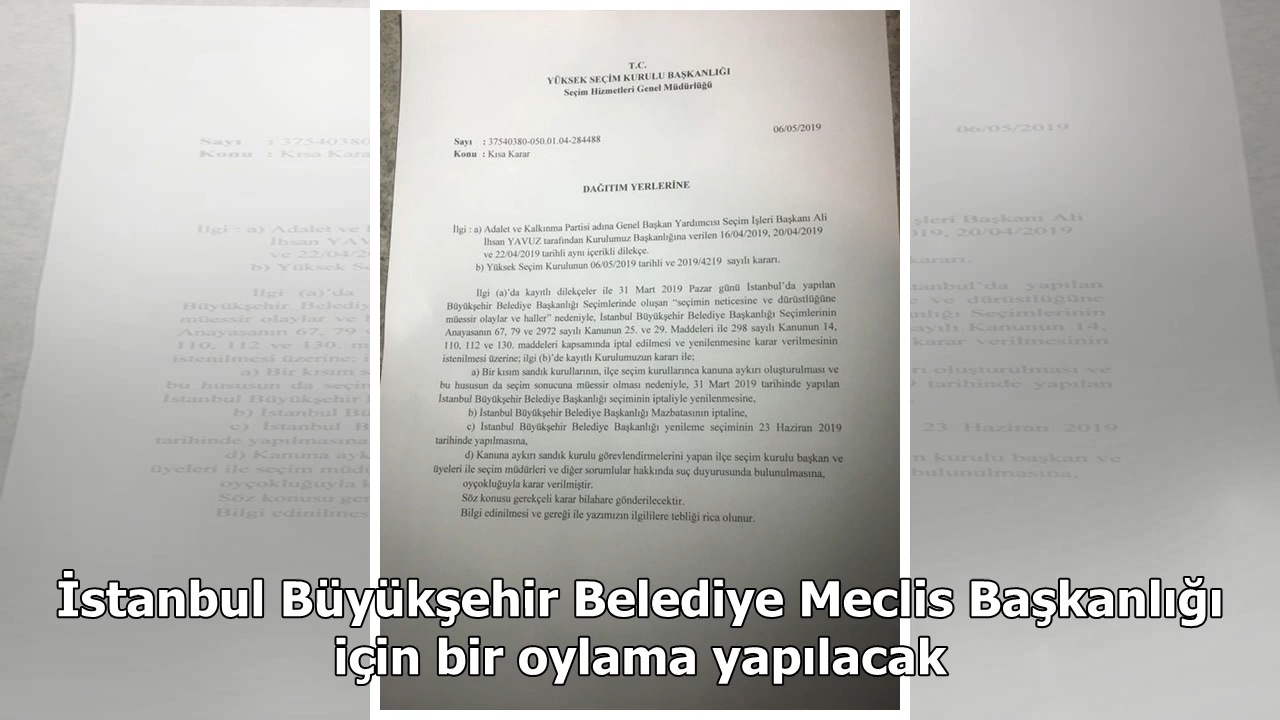 T.C.
YÜKSEK SEÇİM KURULU BAŞKANLIĞI
Seçim Hizmetleri Genel Müdürlüğü
06/05/2019
Sayı : 37540380-050.01.04-284488
Konu : Kısa Karar
DAĞITIM YERLERİNE
İlgi : a) Adalet ve Kalkınma Partisi adına Genel Başkan Yardımcısı Seçim İşleri Başkanı Ali
İhsan YAVUZ tarafından Kurulumuz Başkanlığına verilen 16/04/2019, 20/04/2019
ve 22/04/2019 tarihli aynı içerikli dilekçe.
b) Yüksek Seçim Kurulunun 06/05/2019 tarihli ve 2019/4219 sayılı kararı.
İlgi (a)'da kayıtlı dilekçeler ile 31 Mart 2019 Pazar günü İstanbul'da yapılan
Büyükşehir Belediye Başkanlığı Seçimlerinde oluşan "seçimin neticesine ve dürüstlüğüne
müessir olaylar ve haller" nedeniyle, İstanbul Büyükşehir Belediye Başkanlığı Seçimlerinin
Anayasanın 67, 79 ve 2972 sayılı Kanunun 25. ve 29. Maddeleri ile 298 sayılı Kanunun 14,
110, 112 ve 130. maddeleri kapsamında iptal edilmesi ve yenilenmesine karar verilmesinin
istenilmesi üzerine; ilgi (b)'de kayıtlı Kurulumuzun kararı ile;
a) Bir kısım sandık kurullarının, ilçe seçim kurullarınca kanuna aykırı oluşturulması ve
bu hususun da seçim sonucuna müessir olması nedeniyle, 31 Mart 2019 tarihinde yapılan
İstanbul Büyükşehir Belediye Başkanlığı seçiminin iptaliyle yenilenmesine,
b) İstanbul Büyükşehir Belediye Başkanlığı Mazbatasının iptaline,
c) İstanbul Büyükşehir Belediye Başkanlığı yenileme seçiminin 23 Haziran 2019
tarihinde yapılmasına,
d) Kanuna aykırı sandık kurulu görevlendirmelerini yapan ilçe seçim kurulu başkan ve
üyeleri ile seçim müdürleri ve diğer sorumlular hakkında suç duyurusunda bulunulmasına,
oyçokluğuyla karar verilmiştir.
Söz konusu gerekçeli karar bilahare gönderilecektir.
Bilgi edinilmesi ve gereği ile yazımızın ilgililere tebliği rica olunur.
İstanbul Büyükşehir Belediye Meclis Başkanlığı
için bir oylama yapılacak